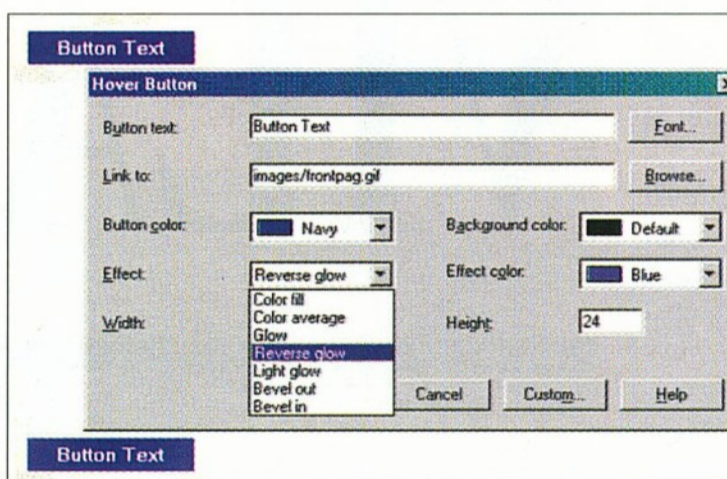 Button Text
Hover Button
Button text: Button Text Font...
Link to: images/frontpag.gif Browse...
Button color: Navy Background color: Default
Effect: Reverse glow Effect color: Blue
Color fill
Color average
Width: Glow Height: 24
Reverse glow
Light glow
Bevel out
Bevel in
Cancel Custom... Help
Button Text